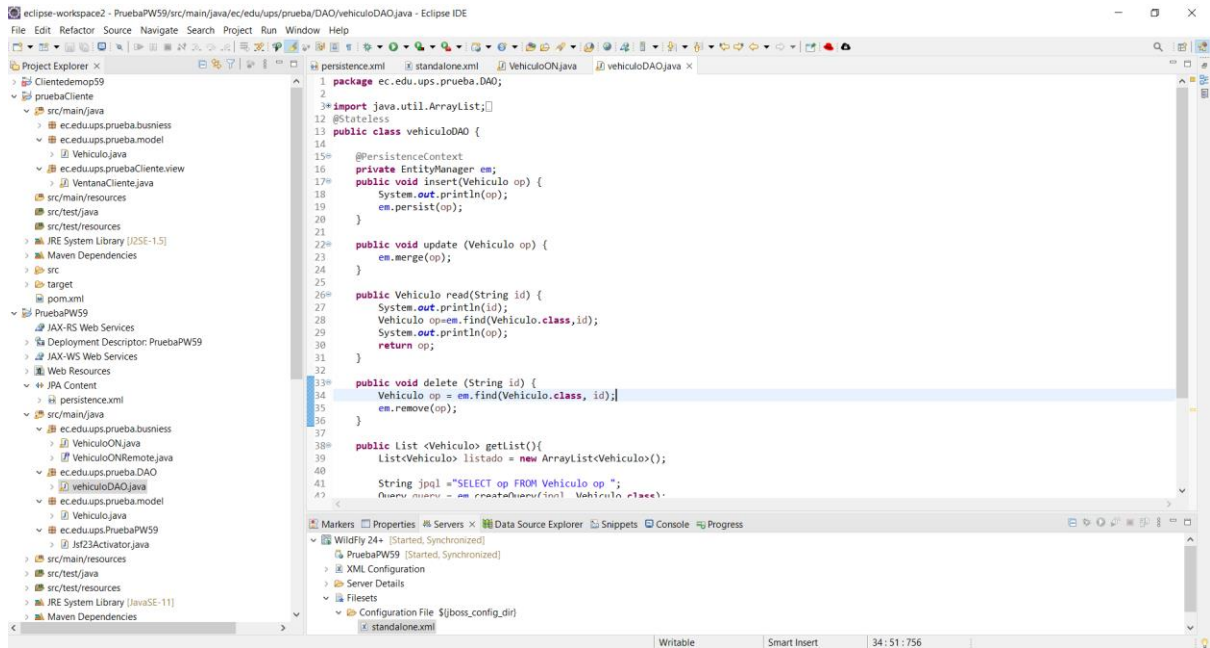 eclipse-workspace2 - PruebaPW59/src/main/java/ec/edu/ups/prueba/DAO/vehiculoDAO.java - Eclipse IDE
File Edit Refactor Source Navigate Search Project Run Window Help
Project Explorer
Clientedemop59
pruebaCliente
src/main/java
ec.edu.ups.prueba.busniess
ec.edu.ups.prueba.model
Vehiculo.java
ec.edu.ups.pruebaCliente.view
VentanaCliente.java
src/main/resources
src/test/java
src/test/resources
JRE System Library [J2SE-1.5]
Maven Dependencies
src
target
pom.xml
PruebaPW59
JAX-RS Web Services
Deployment Descriptor: PruebaPW59
JAX-WS Web Services
Web Resources
JPA Content
persistence.xml
src/main/java
ec.edu.ups.prueba.busniess
VehiculoON.java
VehiculoONRemote.java
ec.edu.ups.prueba.DAO
vehiculoDAO.java
ec.edu.ups.prueba.model
Vehiculo.java
ec.edu.ups.PruebaPW59
Jsf23Activator.java
src/main/resources
src/test/java
src/test/resources
JRE System Library [JavaSE-11]
Maven Dependencies
persistence.xml standalone.xml VehiculoON.java vehiculoDAO.java
1 package ec.edu.ups.prueba.DAO;
2
3 import java.util.ArrayList;
12 @Stateless
13 public class vehiculoDAO {
14
15 @PersistenceContext
16 private EntityManager em;
17 public void insert(Vehiculo op) {
18 System.out.println(op);
19 em.persist(op);
20 }
21
22 public void update (Vehiculo op) {
23 em.merge(op);
24 }
25
26 public Vehiculo read(String id) {
27 System.out.println(id);
28 Vehiculo op=em.find(Vehiculo.class,id);
29 System.out.println(op);
30 return op;
31 }
32
33 public void delete (String id) {
34 Vehiculo op = em.find(Vehiculo.class, id);
35 em.remove(op);
36 }
37
38 public List <Vehiculo> getList(){
39 List<Vehiculo> listado = new ArrayList<Vehiculo>();
40
41 String jpql ="SELECT op FROM Vehiculo op ";
42 Query query = em.createQuery(jpql, Vehiculo.class);
Markers Properties Servers Data Source Explorer Snippets Console Progress
WildFly 24+ [Started, Synchronized]
PruebaPW59 [Started, Synchronized]
XML Configuration
Server Details
Filesets
Configuration File ${jboss_config_dir}
standalone.xml
Writable Smart Insert 34 : 51 : 756